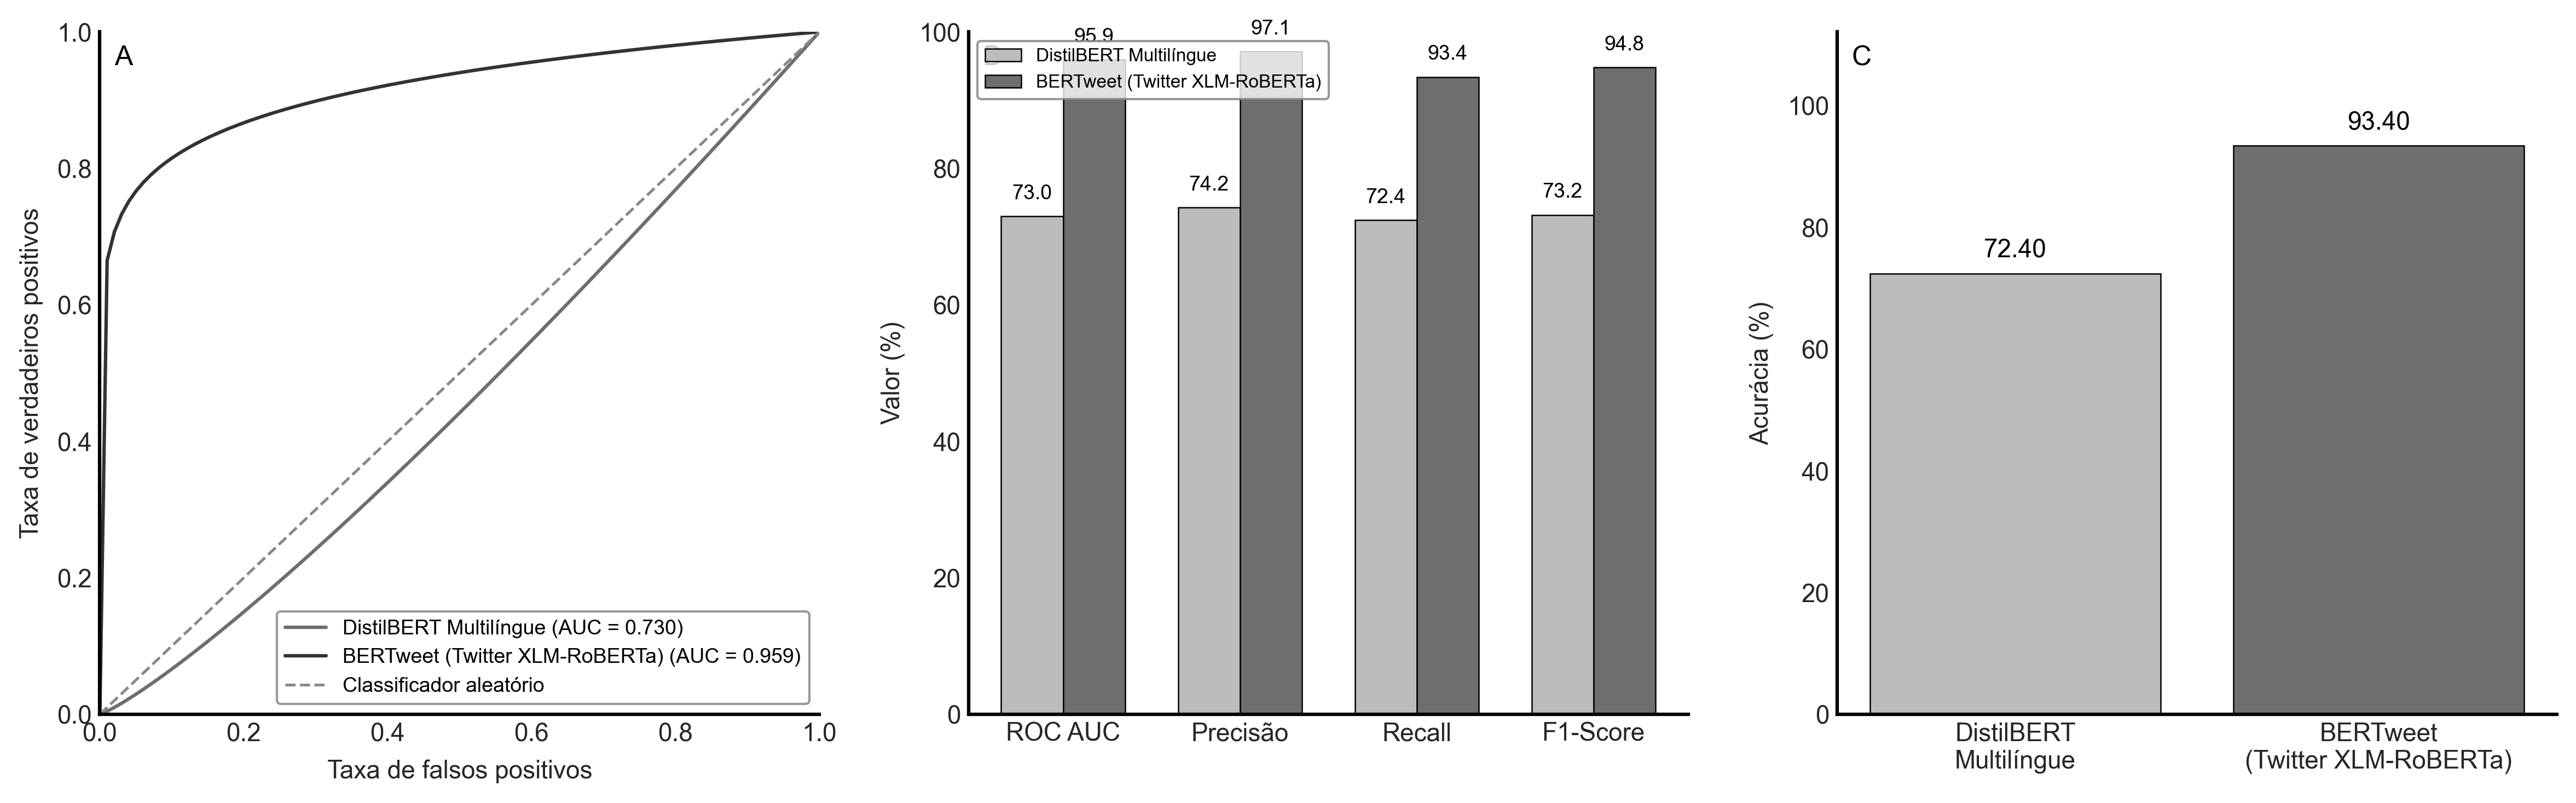 A
1.0
0.8
0.6
0.4
0.2
0.0
Taxa de verdadeiros positivos
DistilBERT Multilíngue (AUC = 0.730)
BERTweet (Twitter XLM-RoBERTa) (AUC = 0.959)
Classificador aleatório
0.0 0.2 0.4 0.6 0.8 1.0
Taxa de falsos positivos
100
80
60
40
20
0
Valor (%)
DistilBERT Multilíngue
BERTweet (Twitter XLM-RoBERTa)
95.9 97.1 93.4 94.8
73.0 74.2 72.4 73.2
ROC AUC Precisão Recall F1-Score
C
100
80
60
40
20
0
Acurácia (%)
72.40 93.40
DistilBERT
Multilíngue
BERTweet
(Twitter XLM-RoBERTa)